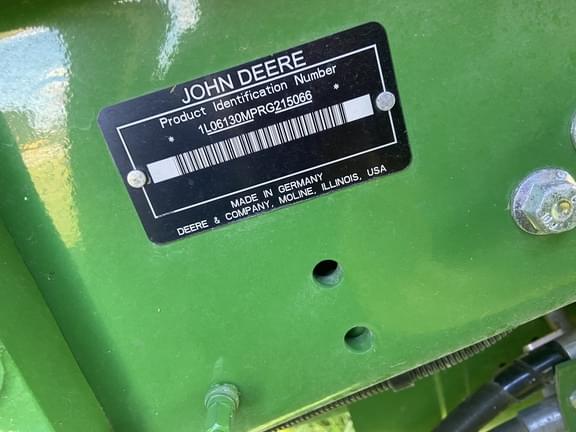 JOHN DEERE
Product Identification Number
* 1L06130MPRG215066 *
MADE IN GERMANY
DEERE & COMPANY, MOLINE, ILLINOIS, USA